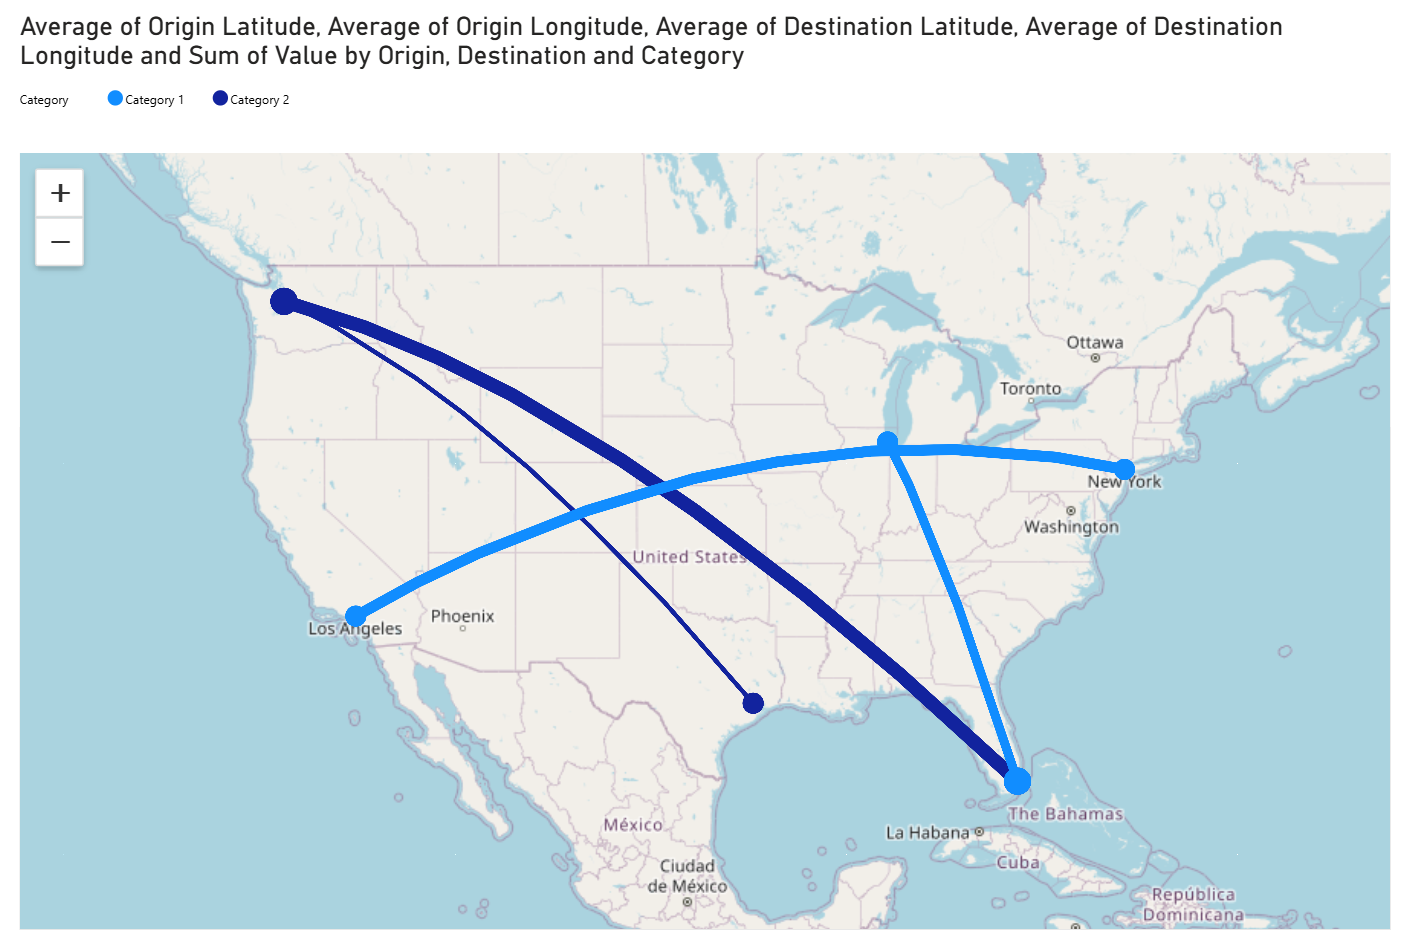 Average of Origin Latitude, Average of Origin Longitude, Average of Destination Latitude, Average of Destination
Longitude and Sum of Value by Origin, Destination and Category
Category Category 1 Category 2
+
−
Ottawa
Toronto
New York
Washington
United States
Phoenix
Los Angeles
The Bahamas
México
La Habana
Cuba
Ciudad
de México
República
Dominicana